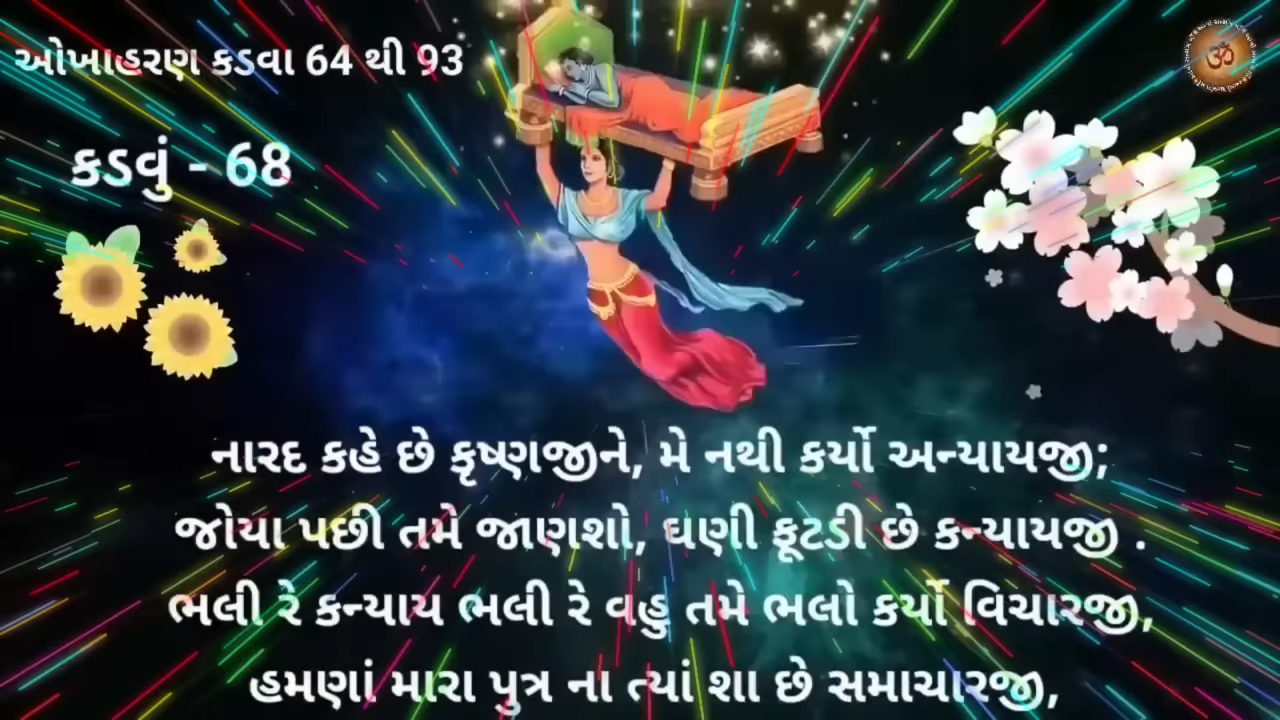 ઓખાહરણ કડવા 64 થી 93
કડવું - 68
ૐ
નારદ કહે છે કૃષ્ણજીને, મે નથી કર્યો અન્યાયજી;
જોયા પછી તમે જાણશો, ઘણી ફૂટડી છે કન્યાયજી .
ભલી રે કન્યાય ભલી રે વહુ તમે ભલો કર્યો વિચારજી,
હમણાં મારા પુત્ર ના ત્યાં શા છે સમાચારજી,